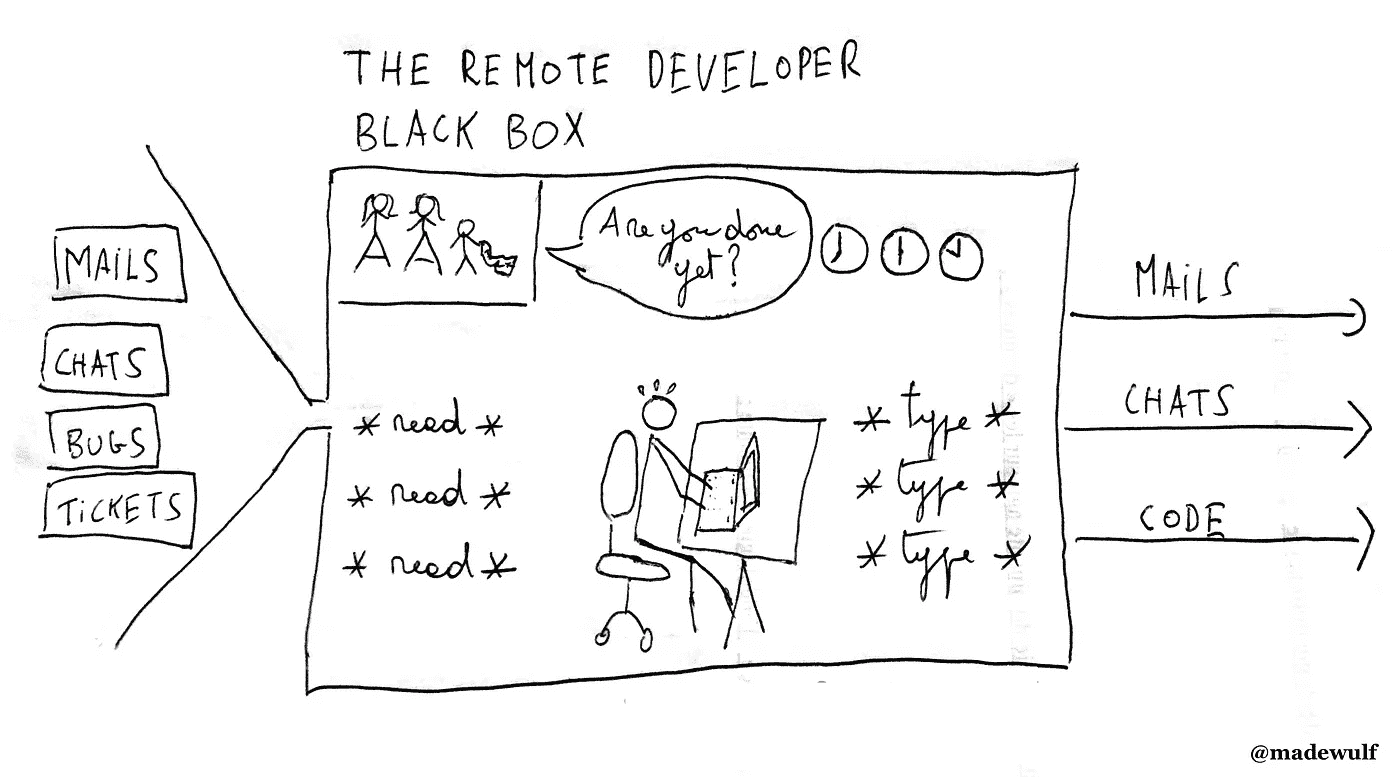 THE REMOTE DEVELOPER
BLACK BOX
MAiLS
CHATS
BUGS
TiCKETS
Are you done
yet?
* read *
* read *
* read *
* type *
* type *
* type *
MAiLS
CHATS
CODE
@madewulf